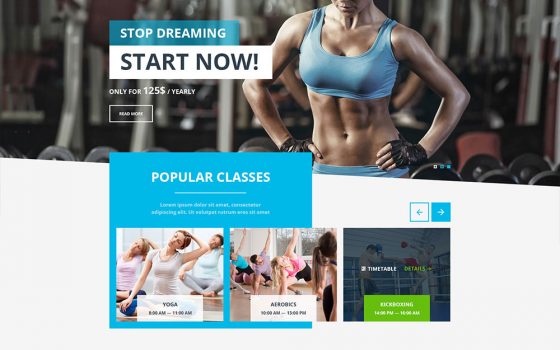 STOP DREAMING
START NOW!
ONLY FOR 125$ / YEARLY
READ MORE
POPULAR CLASSES
Lorem ipsum dolor sit amet, consectetur
adipiscing elit. Ut volutpat rutrum eros sit amet
TIMETABLE DETAILS
YOGA
8:00 AM — 11:00 AM
AEROBICS
10:00 AM — 15:00 PM
KICKBOXING
14:00 PM — 16:00 AM